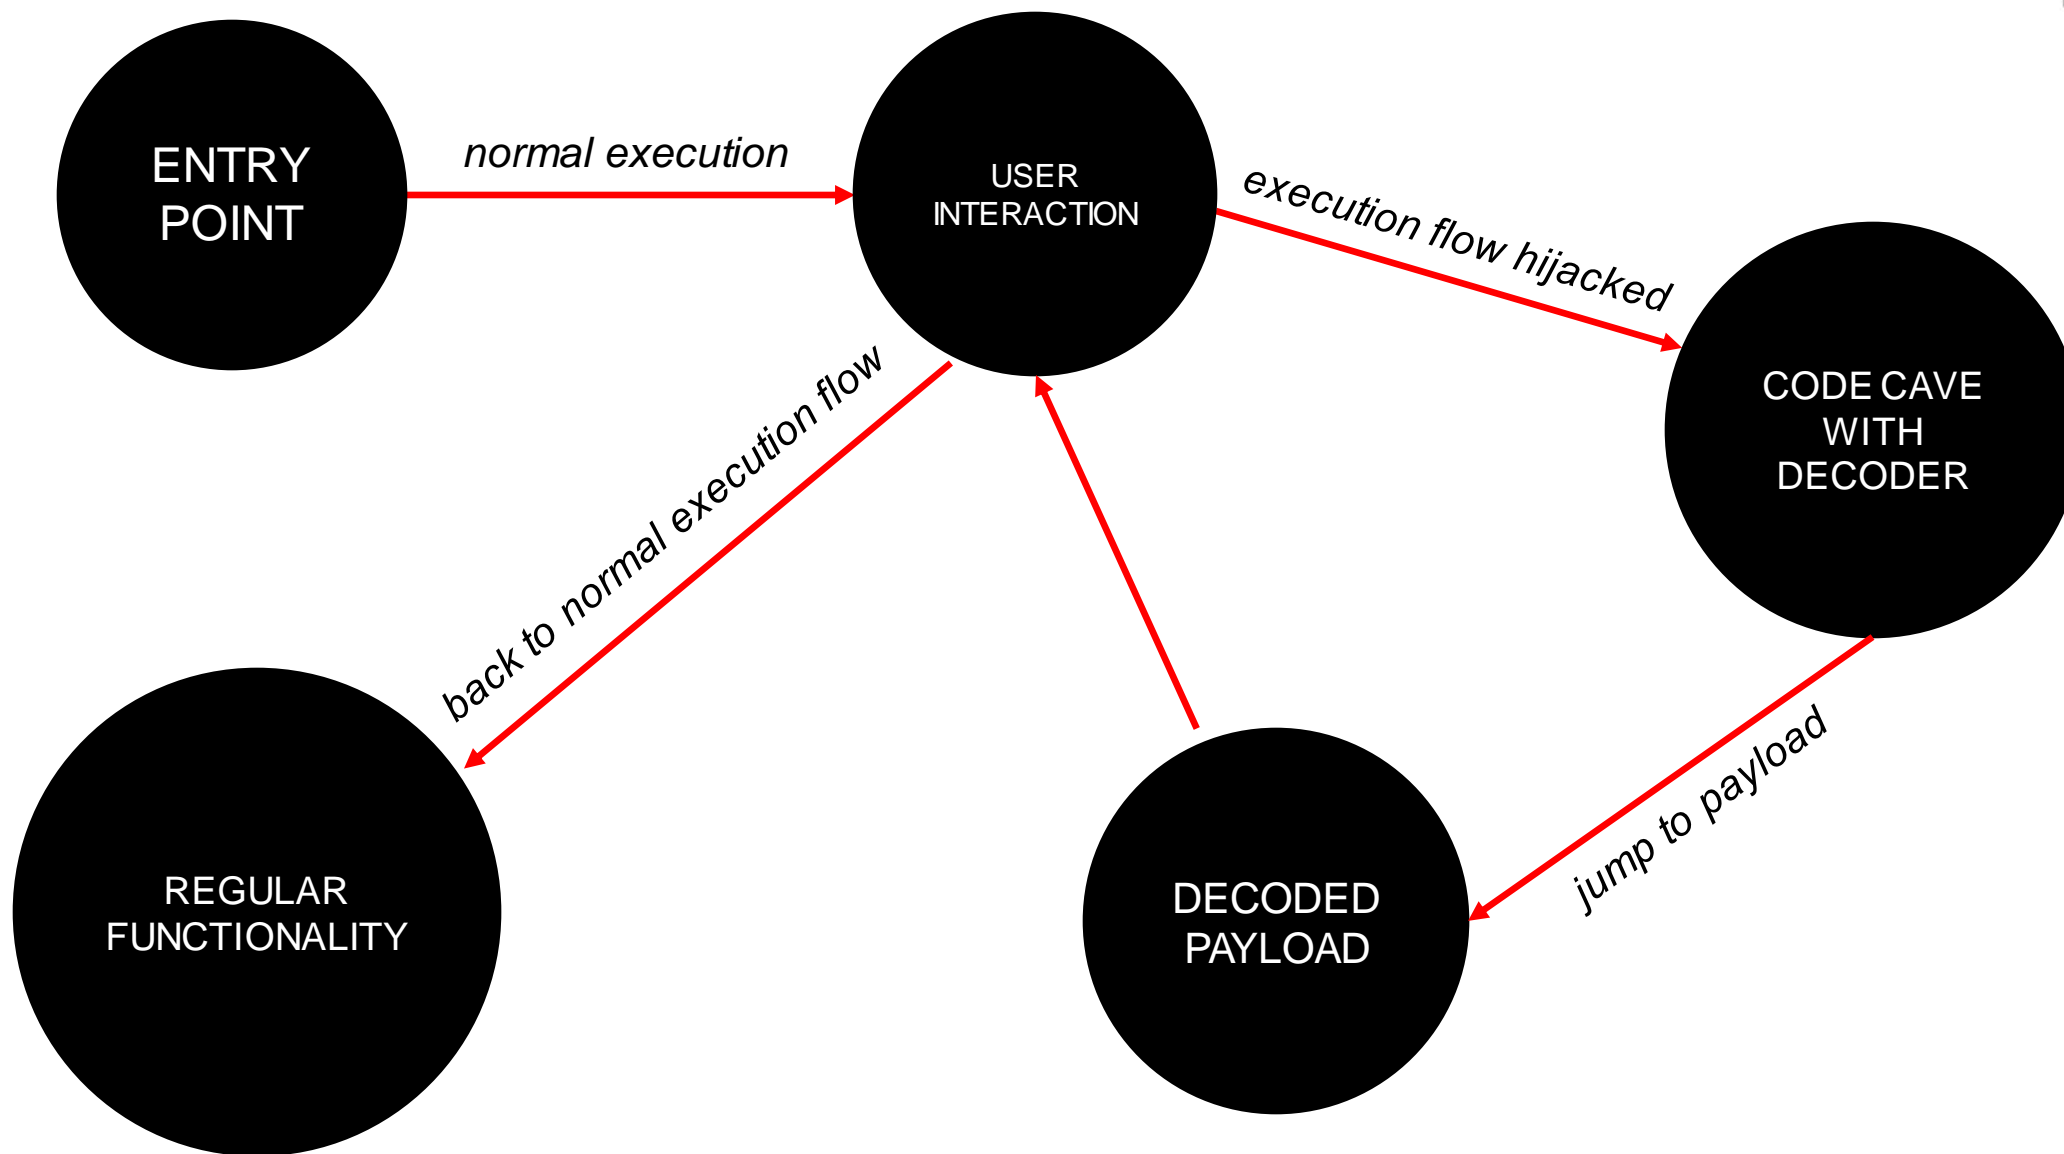 ENTRY
POINT
normal execution
USER
INTERACTION
execution flow hijacked
CODE CAVE
WITH
DECODER
back to normal execution flow
jump to payload
REGULAR
FUNCTIONALITY
DECODED
PAYLOAD